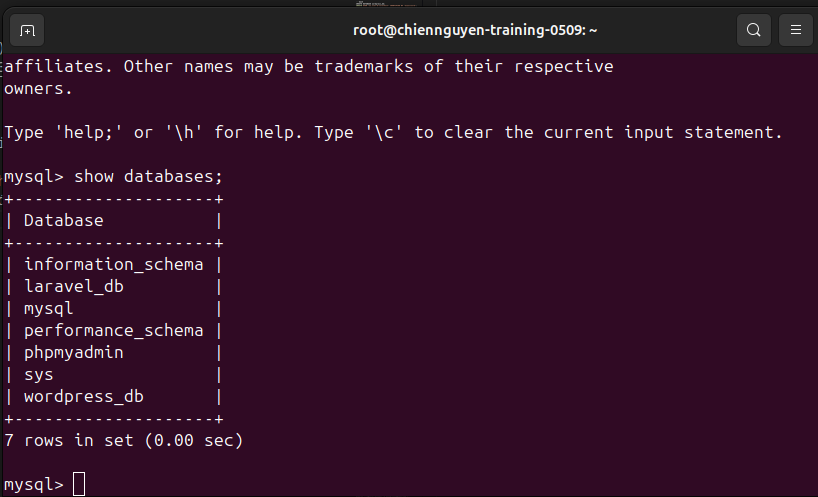 root@chiennguyen-training-0509: ~
affiliates. Other names may be trademarks of their respective
owners.
Type 'help;' or '\h' for help. Type '\c' to clear the current input statement.
mysql> show databases;
+--------------------+
| Database           |
+--------------------+
| information_schema |
| laravel_db         |
| mysql              |
| performance_schema |
| phpmyadmin         |
| sys                |
| wordpress_db       |
+--------------------+
7 rows in set (0.00 sec)
mysql>